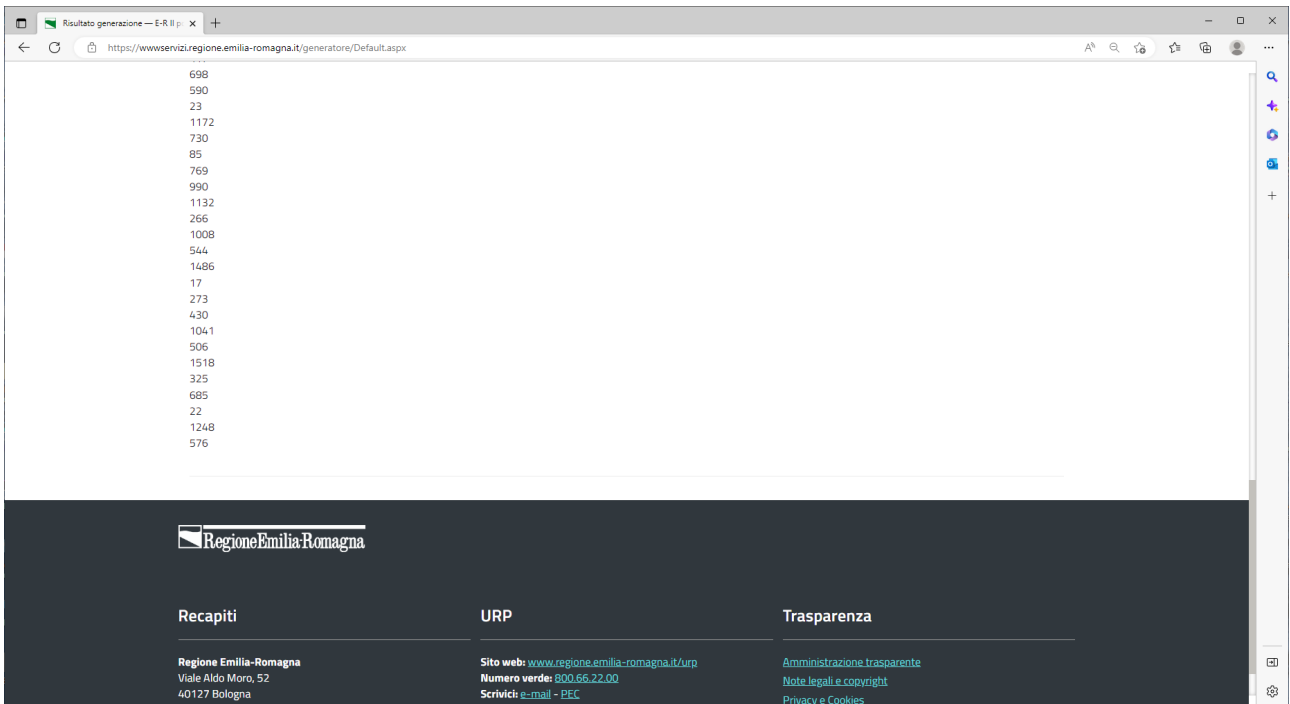 Risultato generazione — E-R Il p
https://wwwservizi.regione.emilia-romagna.it/generatore/Default.aspx
698
590
23
1172
730
85
769
990
1132
266
1008
544
1486
17
273
430
1041
506
1518
325
685
22
1248
576
RegioneEmilia-Romagna
Recapiti
Regione Emilia-Romagna
Viale Aldo Moro, 52
40127 Bologna
URP
Sito web: www.regione.emilia-romagna.it/urp
Numero verde: 800.66.22.00
Scrivici: e-mail - PEC
Trasparenza
Amministrazione trasparente
Note legali e copyright
Privacy e Cookies